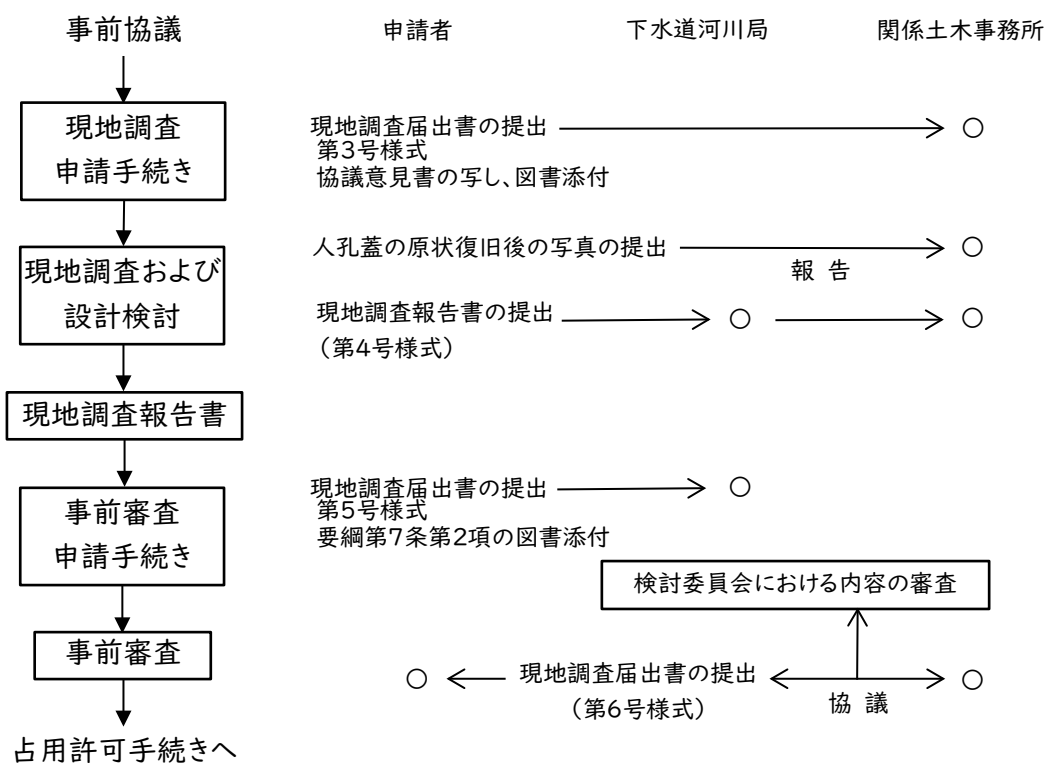 事前協議
申請者
下水道河川局
関係土木事務所
現地調査
申請手続き
現地調査届出書の提出
第3号様式
協議意見書の写し、図書添付
人孔蓋の原状復旧後の写真の提出
報 告
現地調査および
設計検討
現地調査報告書の提出
（第4号様式）
現地調査報告書
事前審査
申請手続き
現地調査届出書の提出
第5号様式
要綱第7条第2項の図書添付
検討委員会における内容の審査
事前審査
現地調査届出書の提出
（第6号様式）
協 議
占用許可手続きへ